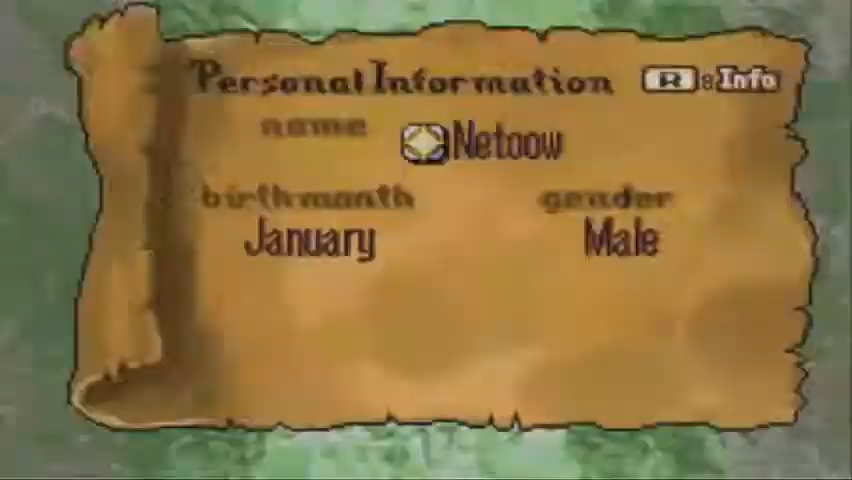 Personal Information R:Info
name Netoow
birthmonth gender
January Male